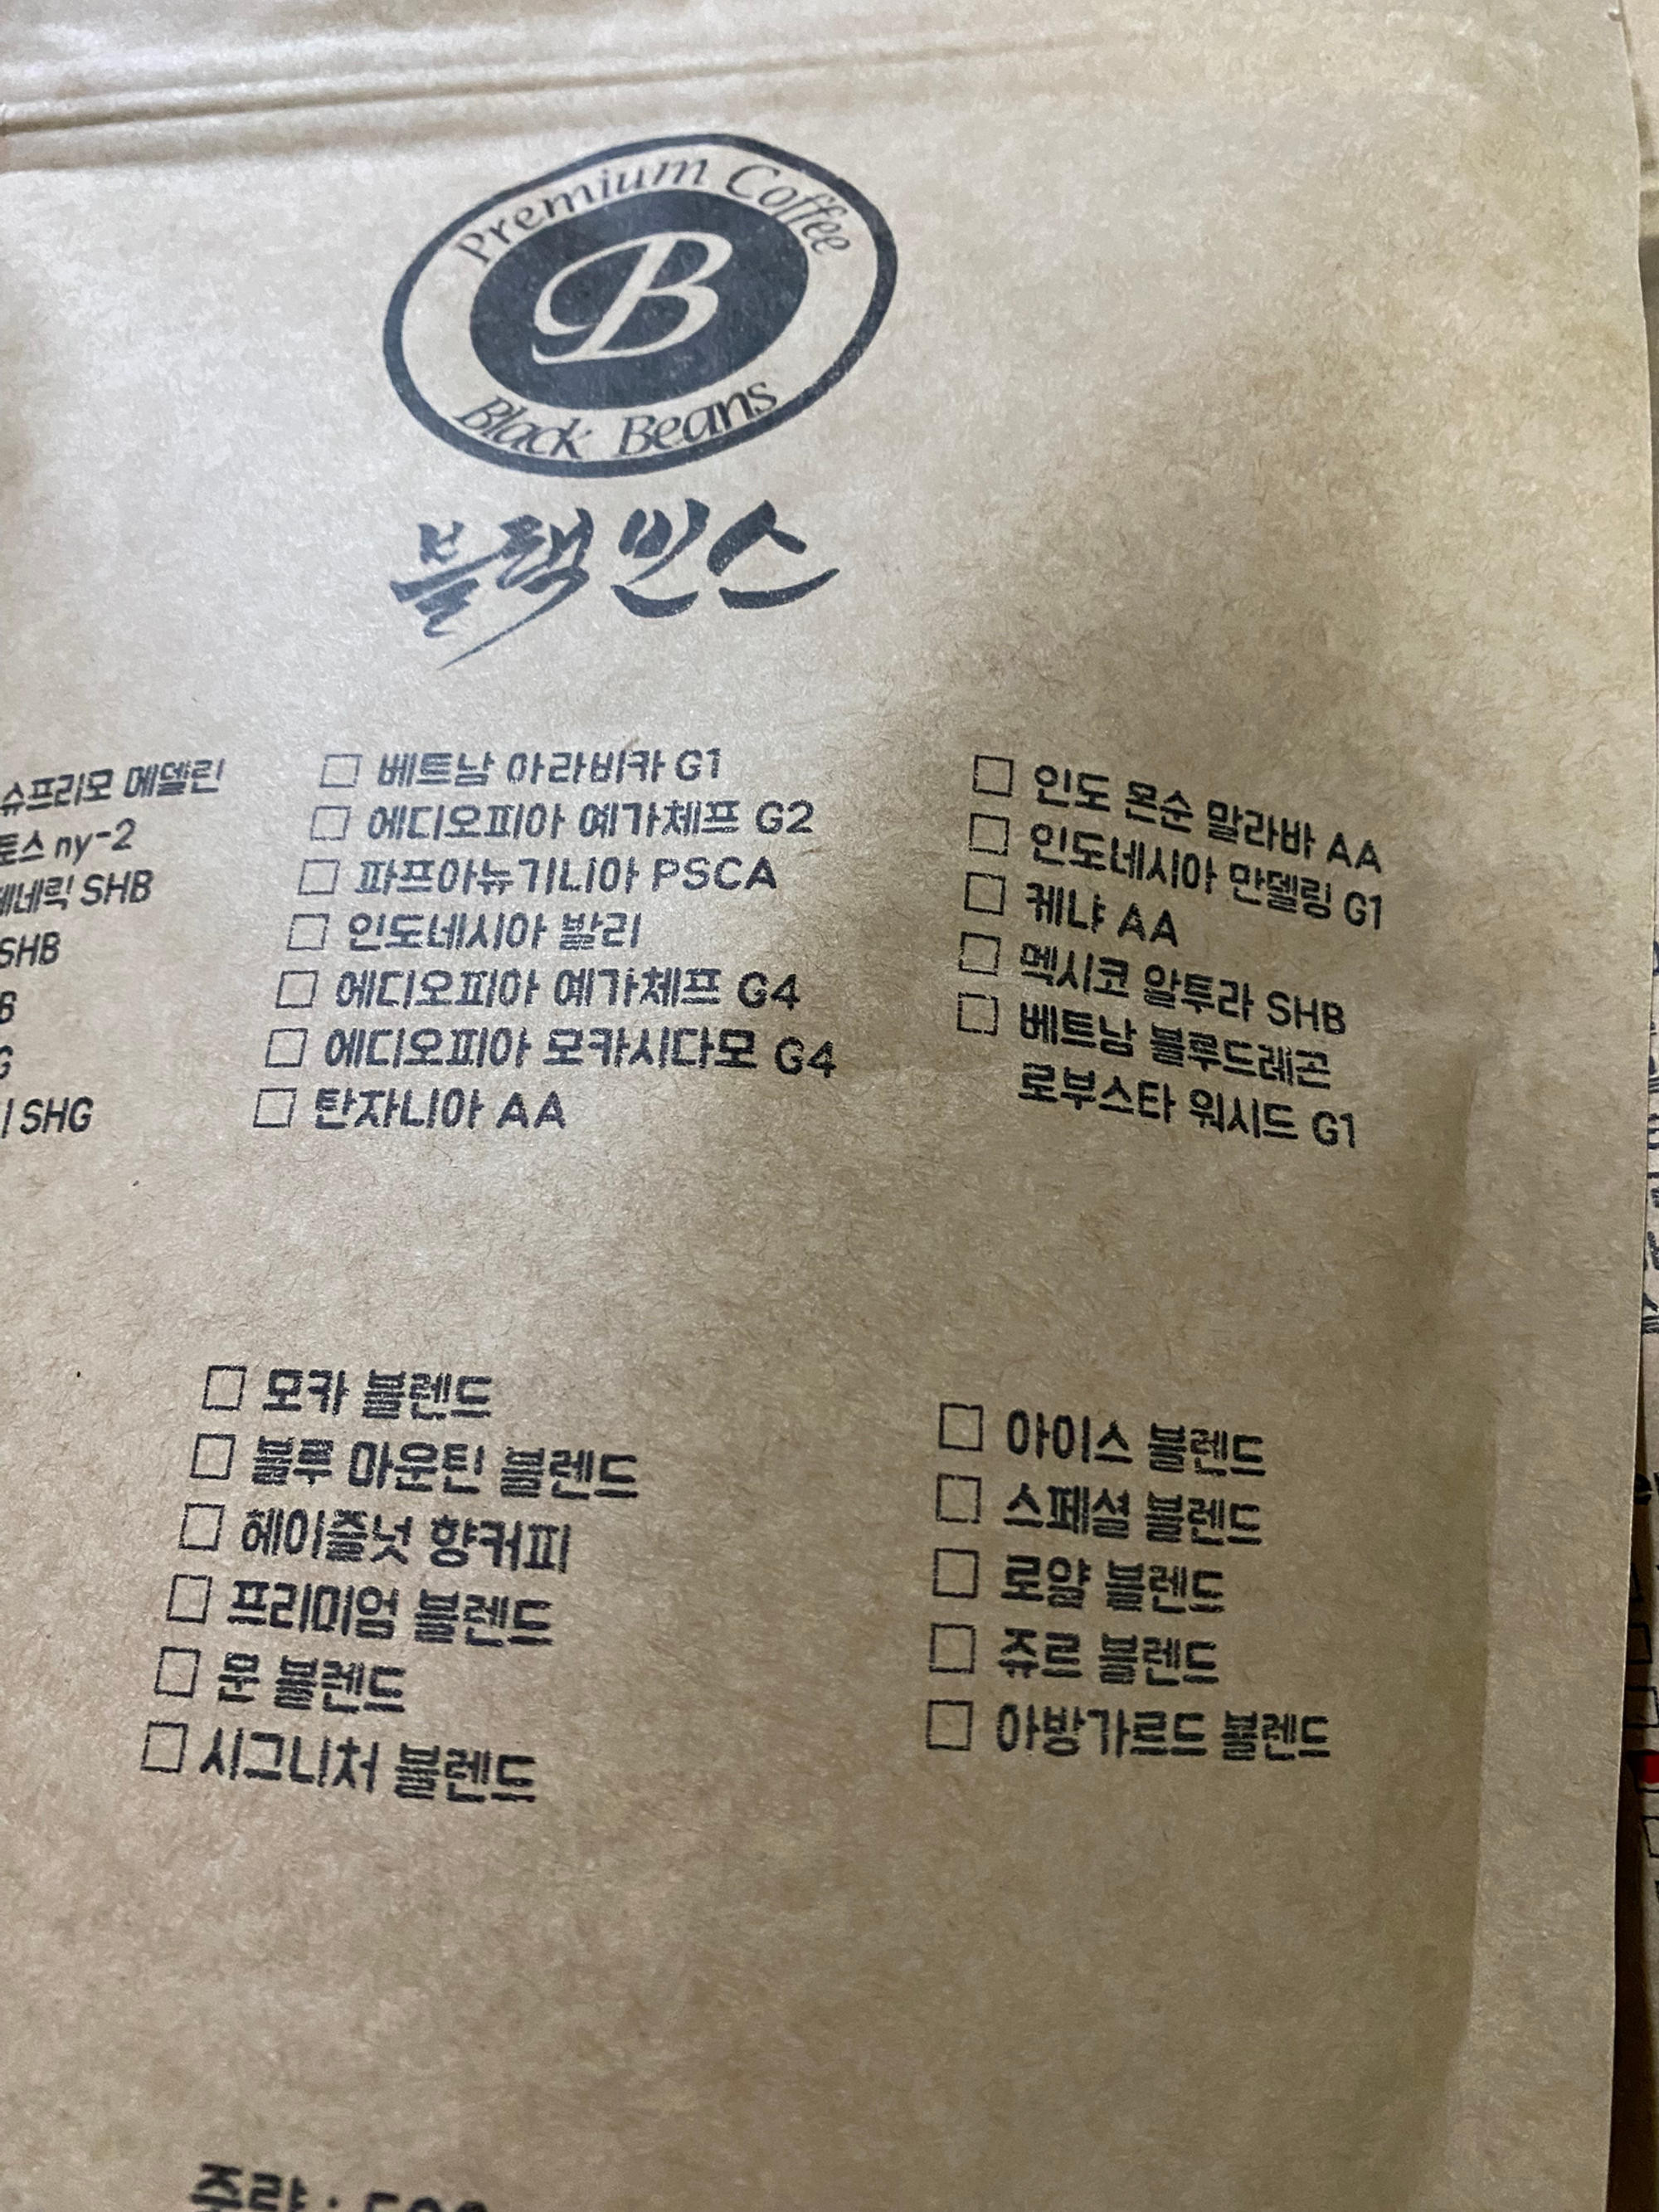 Premium Coffee
B
Black Beans
블랙빈스
슈프리모 메델린
ny-2
SHB
SHB
SHG
□ 베트남 아라비카 G1
□ 에디오피아 예가체프 G2
□ 파프아뉴기니아 PSCA
□ 인도네시아 발리
□ 에디오피아 예가체프 G4
□ 에디오피아 모카시다모 G4
□ 탄자니아 AA
□ 인도 몬순 말라바 AA
□ 인도네시아 만델링 G1
□ 케냐 AA
□ 멕시코 알투라 SHB
□ 베트남 블루드래곤
로부스타 워시드 G1
□ 모카 블렌드
□ 블루 마운틴 블렌드
□ 헤이즐넛 향커피
□ 프리미엄 블렌드
□ 문 블렌드
□ 시그니처 블렌드
□ 아이스 블렌드
□ 스페셜 블렌드
□ 로얄 블렌드
□ 쥬르 블렌드
□ 아방가르드 블렌드
중량 :